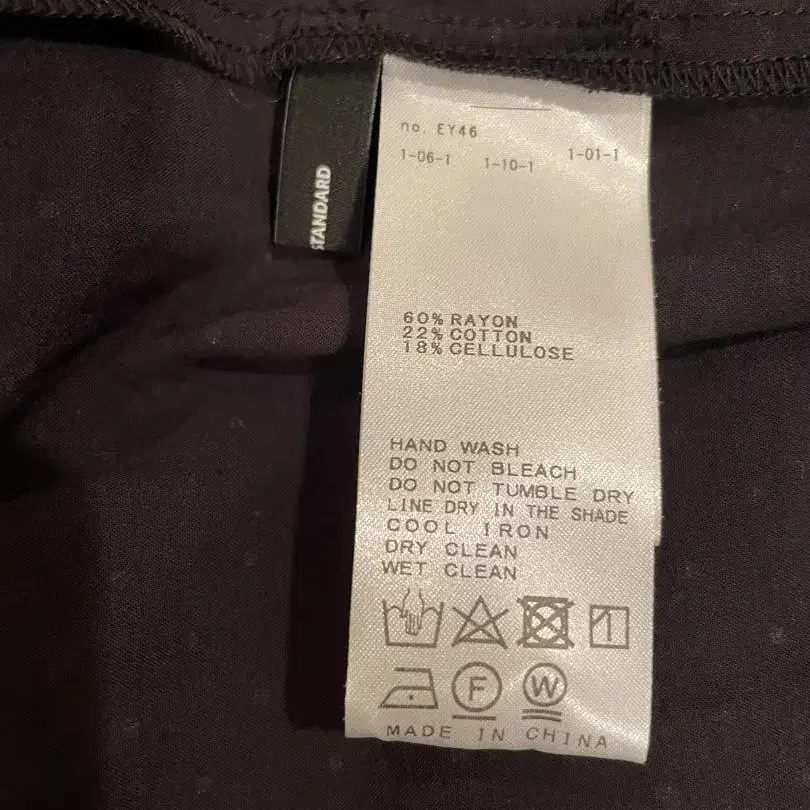 no. EY46
1-06-1 1-10-1 1-01-1
STANDARD
60% RAYON
22% COTTON
18% CELLULOSE
HAND WASH
DO NOT BLEACH
DO NOT TUMBLE DRY
LINE DRY IN THE SHADE
COOL IRON
DRY CLEAN
WET CLEAN
F W
MADE IN CHINA